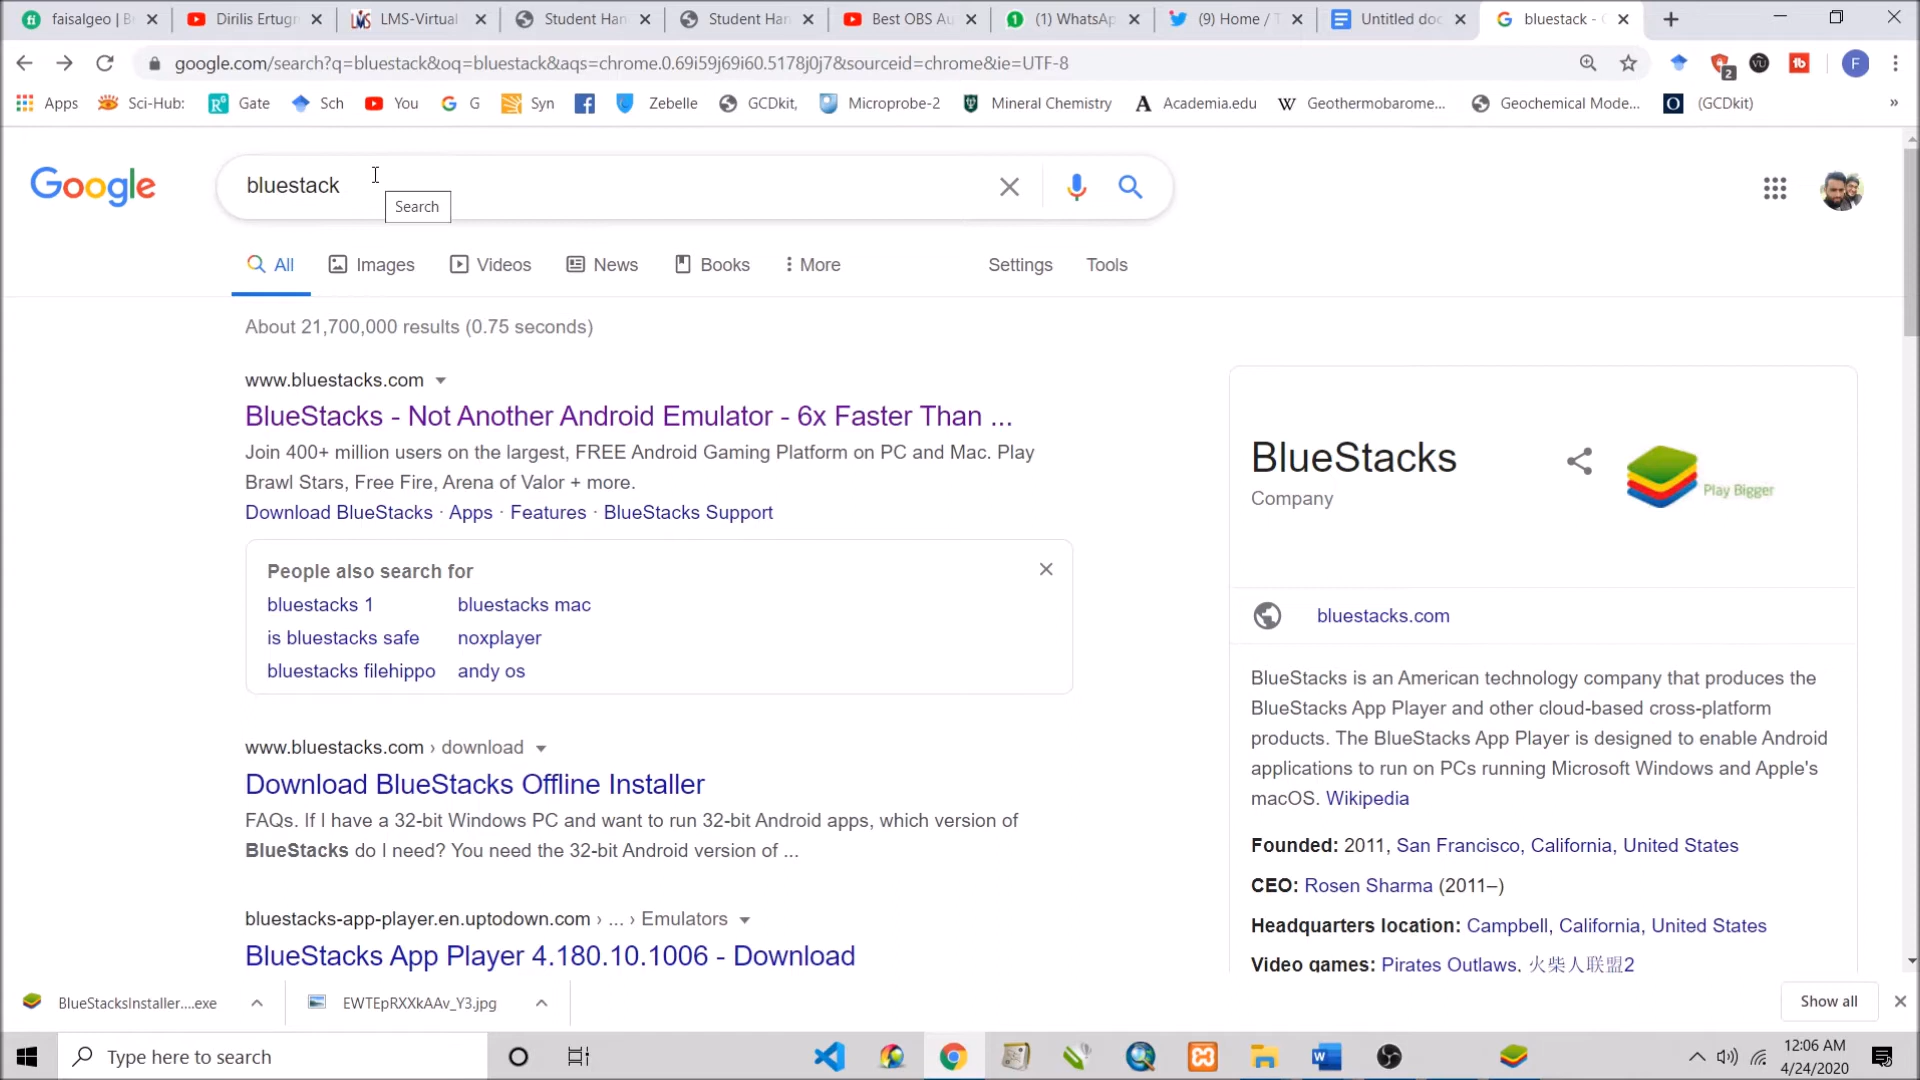 faisalgeo | B
Dirilis Ertugr
LMS-Virtual
Student Han
Student Han
Best OBS Au
(1) WhatsAp
(9) Home / T
Untitled doc
bluestack - G
google.com/search?q=bluestack&oq=bluestack&aqs=chrome.0.69i59j69i60.5178j0j7&sourceid=chrome&ie=UTF-8
Apps
Sci-Hub:
Gate
Sch
You
G
Syn
Zebelle
GCDkit,
Microprobe-2
Mineral Chemistry
Academia.edu
Geothermobarome...
Geochemical Mode...
(GCDkit)
Google
bluestack
Search
All
Images
Videos
News
Books
More
Settings
Tools
About 21,700,000 results (0.75 seconds)
www.bluestacks.com
BlueStacks - Not Another Android Emulator - 6x Faster Than ...
Join 400+ million users on the largest, FREE Android Gaming Platform on PC and Mac. Play
Brawl Stars, Free Fire, Arena of Valor + more.
Download BlueStacks · Apps · Features · BlueStacks Support
People also search for
bluestacks 1
bluestacks mac
is bluestacks safe
noxplayer
bluestacks filehippo
andy os
www.bluestacks.com › download
Download BlueStacks Offline Installer
FAQs. If I have a 32-bit Windows PC and want to run 32-bit Android apps, which version of
BlueStacks do I need? You need the 32-bit Android version of ...
bluestacks-app-player.en.uptodown.com › ... › Emulators
BlueStacks App Player 4.180.10.1006 - Download
BlueStacks
Company
Play Bigger
bluestacks.com
BlueStacks is an American technology company that produces the
BlueStacks App Player and other cloud-based cross-platform
products. The BlueStacks App Player is designed to enable Android
applications to run on PCs running Microsoft Windows and Apple's
macOS. Wikipedia
Founded: 2011, San Francisco, California, United States
CEO: Rosen Sharma (2011–)
Headquarters location: Campbell, California, United States
Video games: Pirates Outlaws, 火柴人联盟2
BlueStacksInstaller....exe
EWTEpRXXkAAv_Y3.jpg
Show all
Type here to search
12:06 AM
4/24/2020